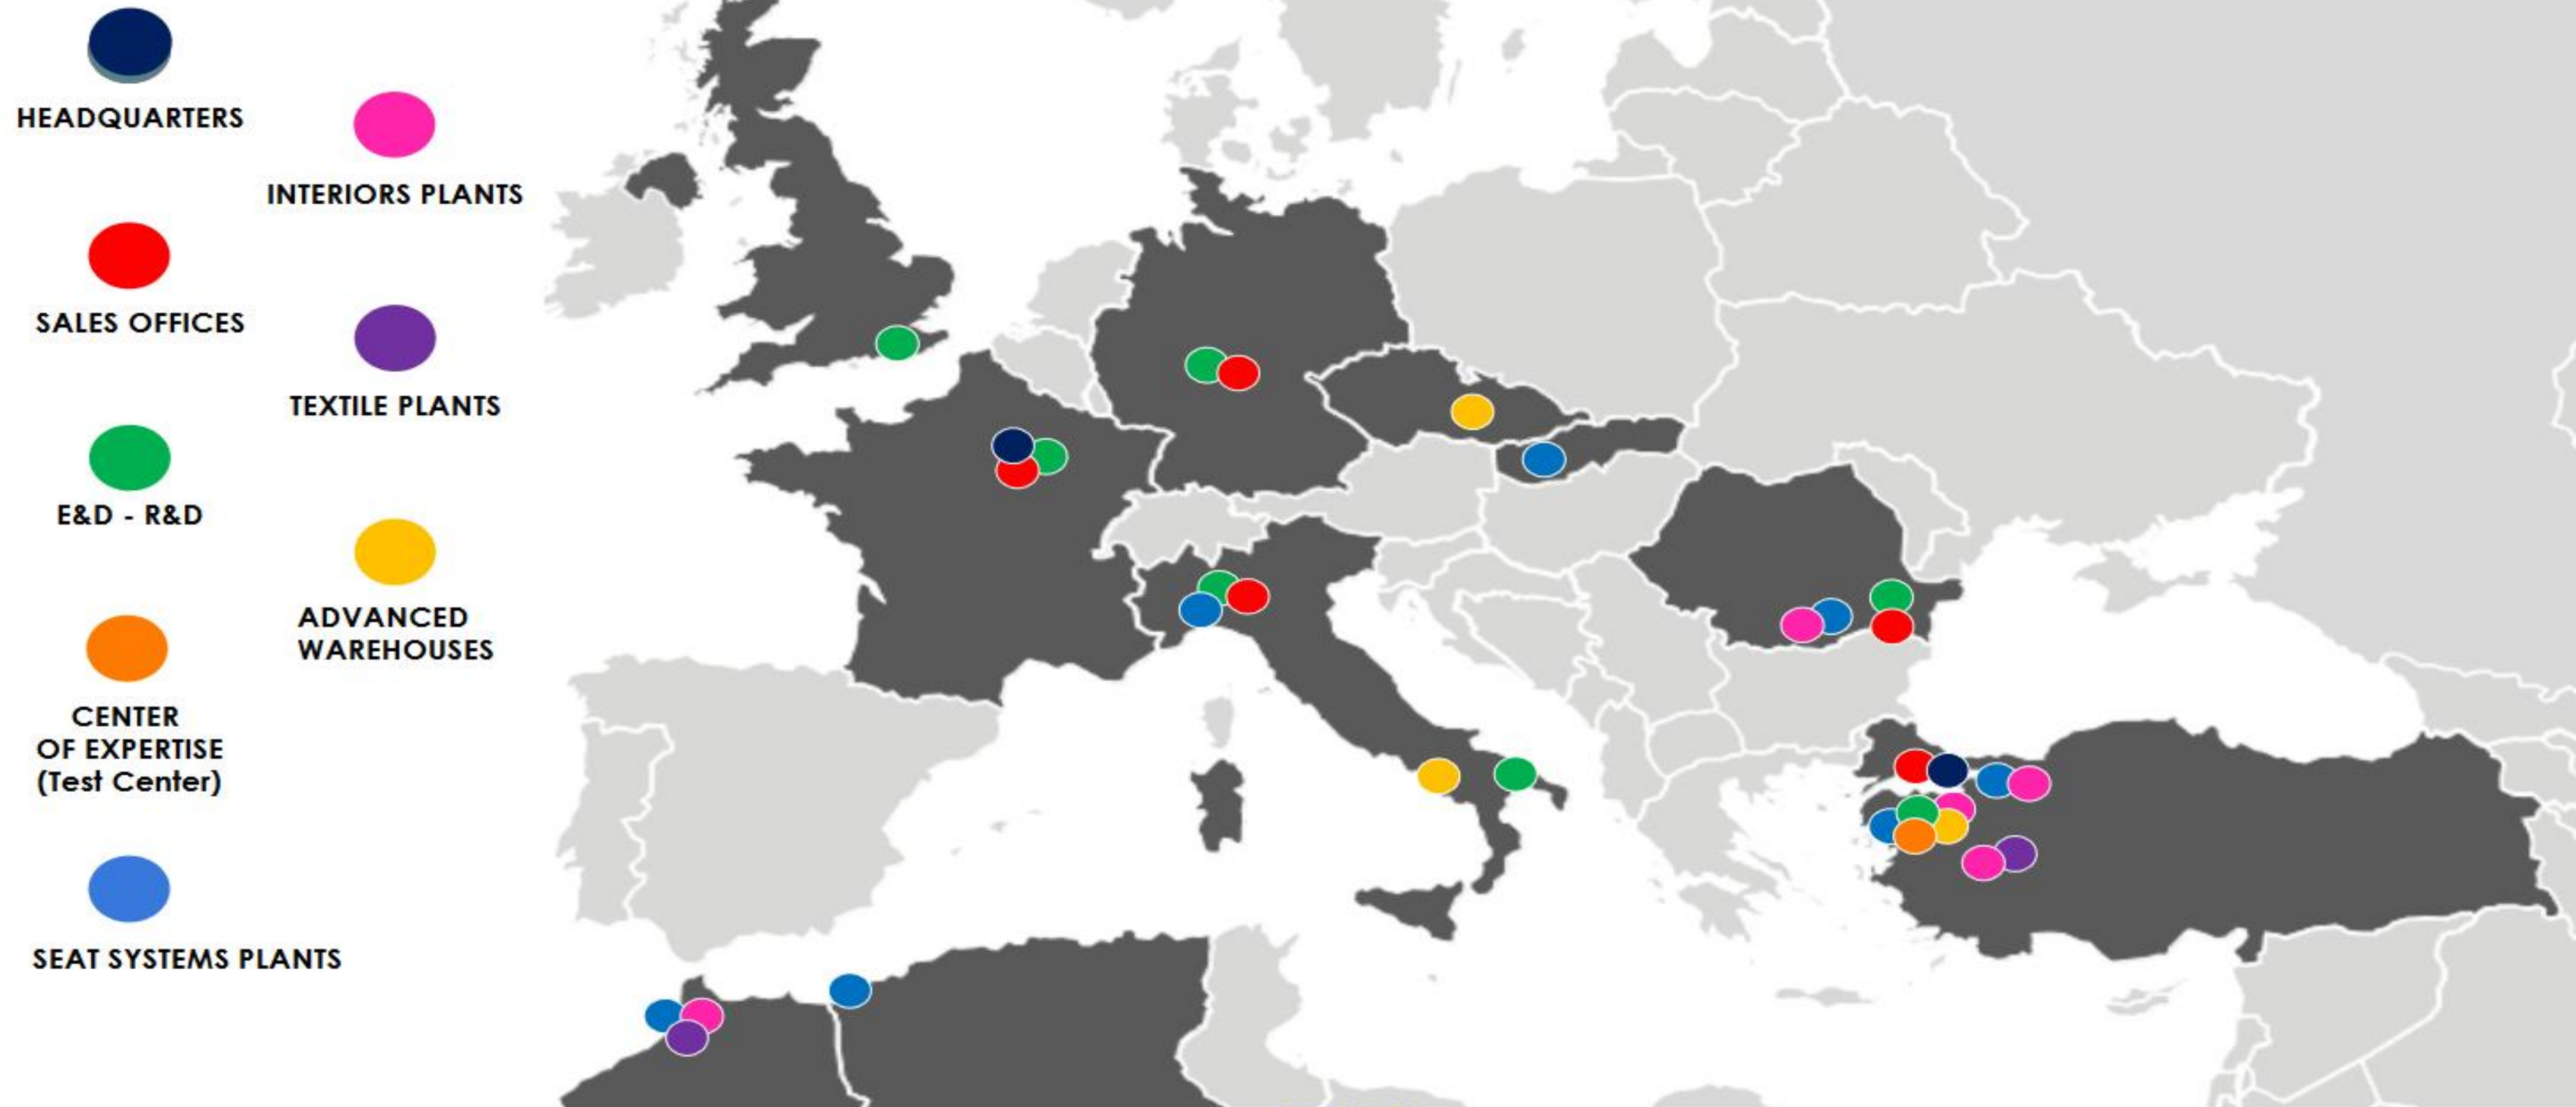 HEADQUARTERS
SALES OFFICES
E&D - R&D
CENTER
OF EXPERTISE
(Test Center)
SEAT SYSTEMS PLANTS
INTERIORS PLANTS
TEXTILE PLANTS
ADVANCED
WAREHOUSES